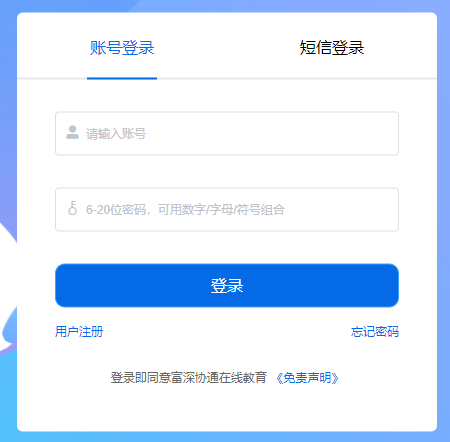 账号登录 短信登录
请输入账号
6-20位密码，可用数字/字母/符号组合
登录
用户注册 忘记密码
登录即同意富深协通在线教育 《免责声明》